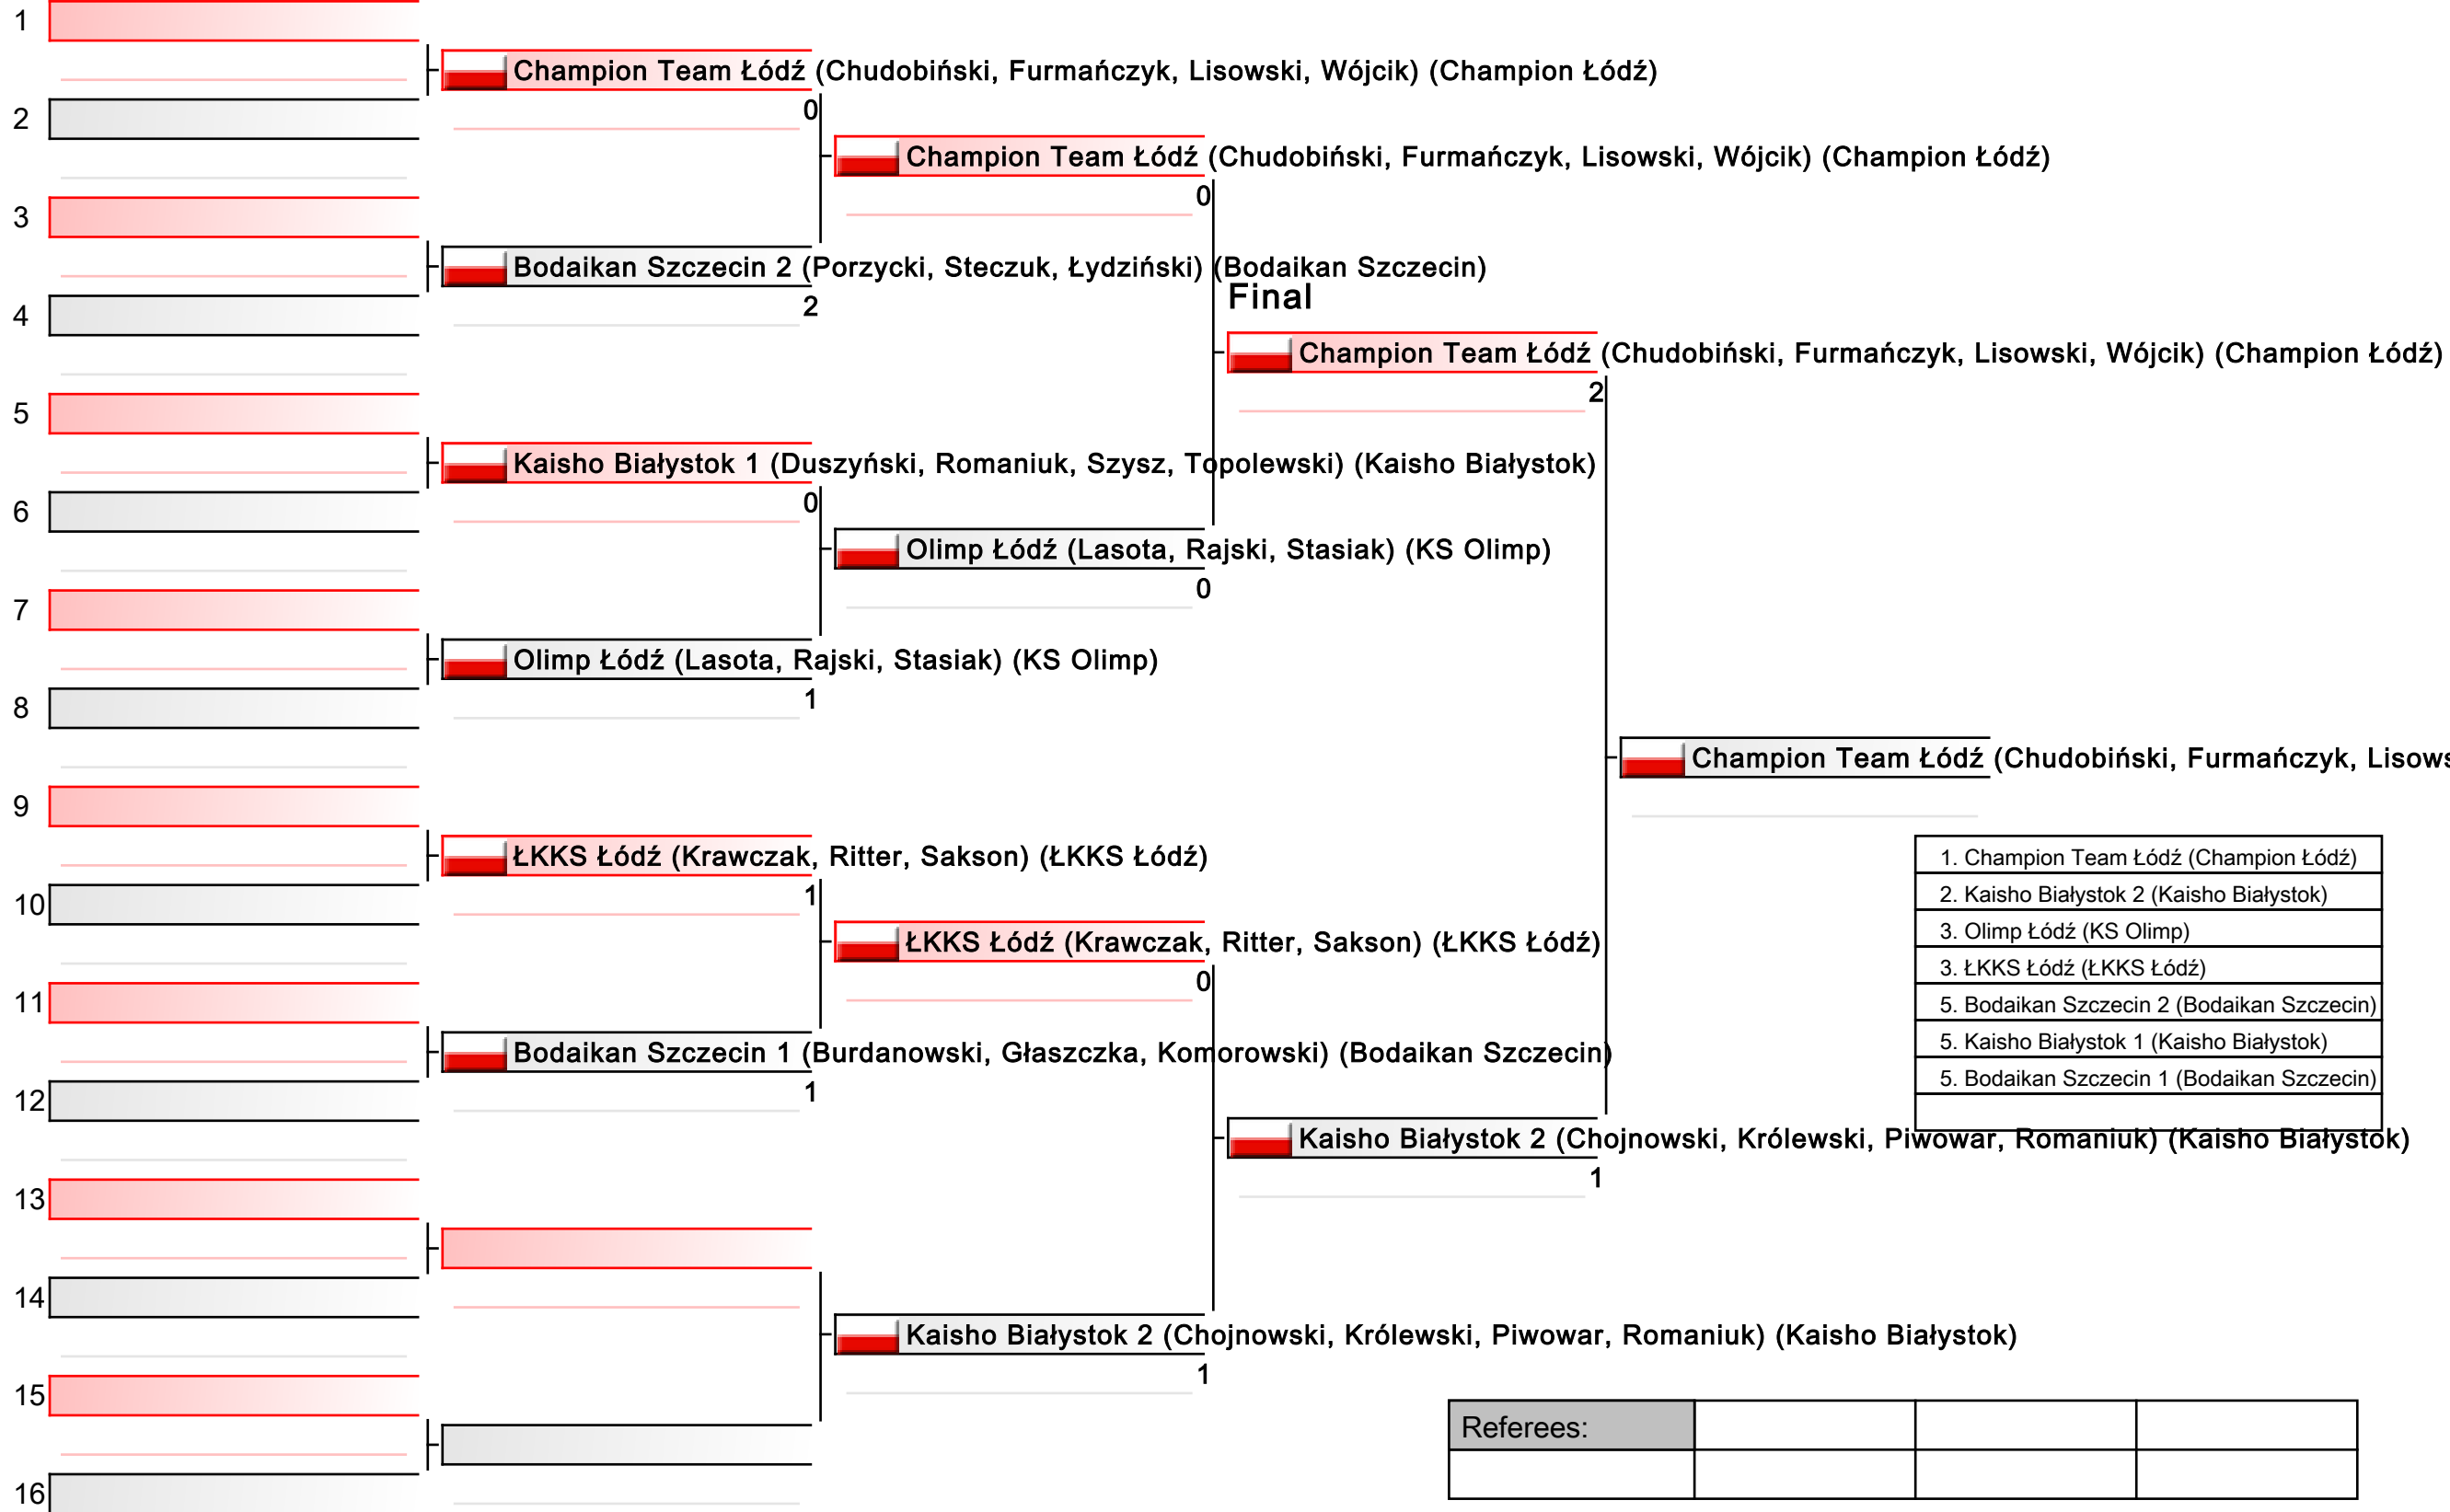 1
Champion Team Łódź (Chudobiński, Furmańczyk, Lisowski, Wójcik) (Champion Łódź)
0
2
Champion Team Łódź (Chudobiński, Furmańczyk, Lisowski, Wójcik) (Champion Łódź)
0
3
Bodaikan Szczecin 2 (Porzycki, Steczuk, Łydziński) (Bodaikan Szczecin)
2
Final
4
Champion Team Łódź (Chudobiński, Furmańczyk, Lisowski, Wójcik) (Champion Łódź)
2
5
Kaisho Białystok 1 (Duszyński, Romaniuk, Szysz, Topolewski) (Kaisho Białystok)
0
6
Olimp Łódź (Lasota, Rajski, Stasiak) (KS Olimp)
0
7
Olimp Łódź (Lasota, Rajski, Stasiak) (KS Olimp)
1
8
Champion Team Łódź (Chudobiński, Furmańczyk, Lisows
9
ŁKKS Łódź (Krawczak, Ritter, Sakson) (ŁKKS Łódź)
1
1. Champion Team Łódź (Champion Łódź)
2. Kaisho Białystok 2 (Kaisho Białystok)
3. Olimp Łódź (KS Olimp)
3. ŁKKS Łódź (ŁKKS Łódź)
5. Bodaikan Szczecin 2 (Bodaikan Szczecin)
5. Kaisho Białystok 1 (Kaisho Białystok)
5. Bodaikan Szczecin 1 (Bodaikan Szczecin)
10
ŁKKS Łódź (Krawczak, Ritter, Sakson) (ŁKKS Łódź)
0
11
Bodaikan Szczecin 1 (Burdanowski, Głaszczka, Komorowski) (Bodaikan Szczecin)
1
12
Kaisho Białystok 2 (Chojnowski, Królewski, Piwowar, Romaniuk) (Kaisho Białystok)
1
13
14
Kaisho Białystok 2 (Chojnowski, Królewski, Piwowar, Romaniuk) (Kaisho Białystok)
1
15
Referees:
16